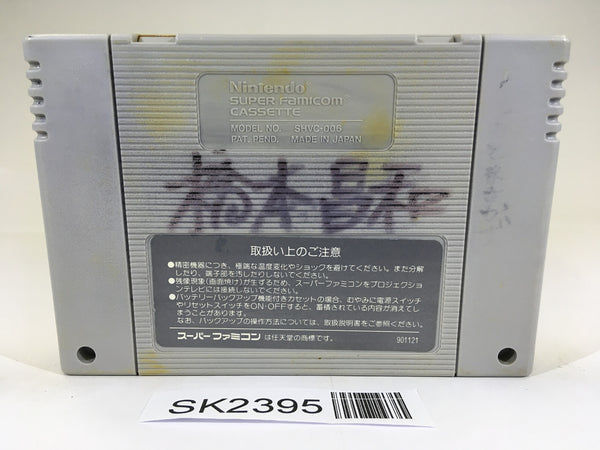 Nintendo
SUPER FAMICOM
CASSETTE
MODEL NO. SHVC-006
PAT. PEND. MADE IN JAPAN
橋本昌和
取扱い上のご注意
●精密機器につき、極端な温度変化やショックを避けてください。また分解
したり、端子部を汚したりしないでください。
●残像現象(画面焼け)が生ずるため、スーパーファミコンをプロジェクショ
ンテレビには接続しないでください。
●バッテリーバックアップ機能付きカセットの場合、むやみに電源スイッチ
やリセットスイッチをON・OFFすると、蓄積されている内容が消えてし
まうことがあります。
なお、バックアップの操作方法については、取扱説明書をご参照ください。
スーパーファミコンは任天堂の商標です。
901121
SK2395